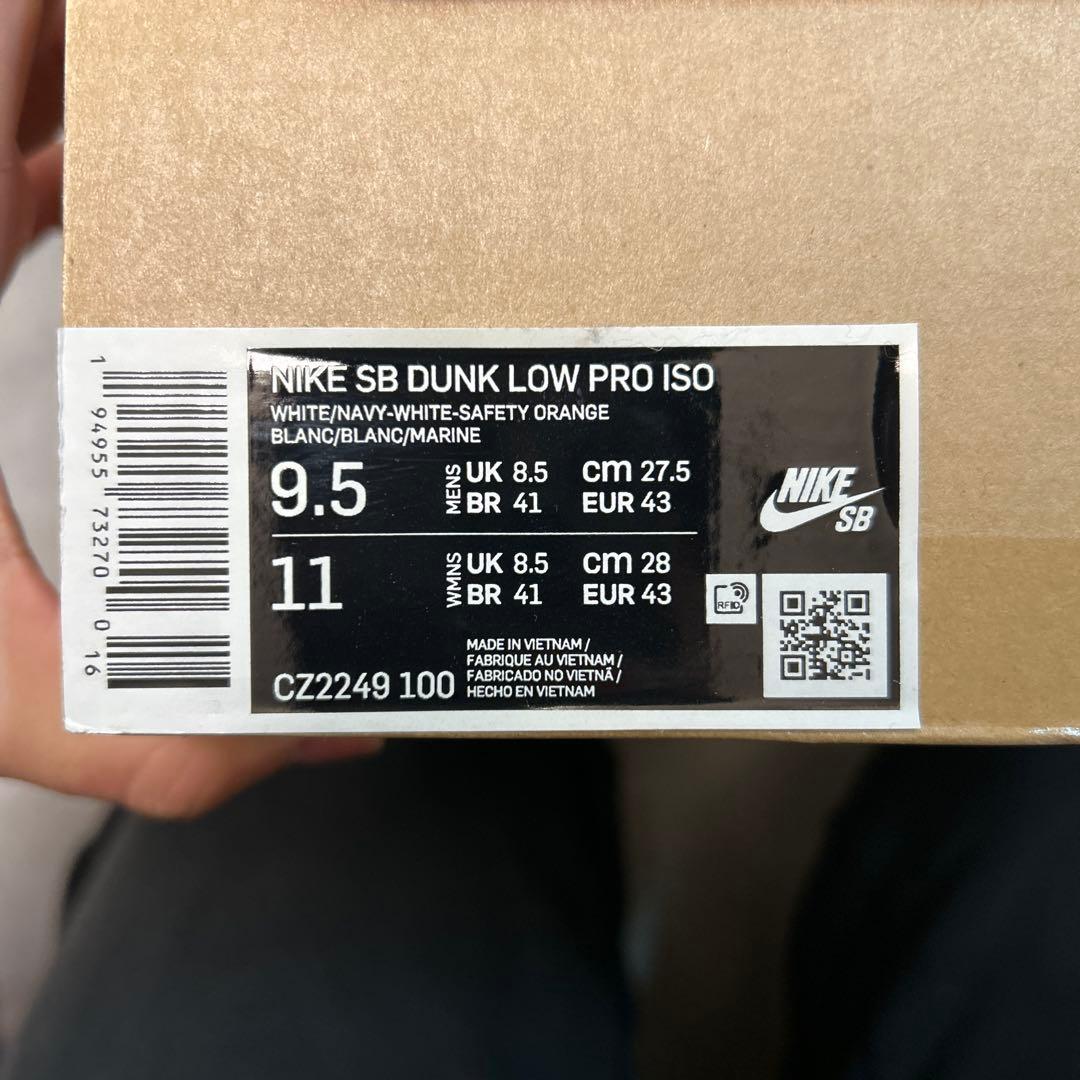 1 94955 73270 0 16
NIKE SB DUNK LOW PRO ISO
WHITE/NAVY-WHITE-SAFETY ORANGE
BLANC/BLANC/MARINE
9.5
MENS
UK 8.5 cm 27.5
BR 41 EUR 43
11
WMNS
UK 8.5 cm 28
BR 41 EUR 43
CZ2249 100
MADE IN VIETNAM /
FABRIQUE AU VIETNAM /
FABRICADO NO VIETNÃ /
HECHO EN VIETNAM
NIKE
SB
RFID